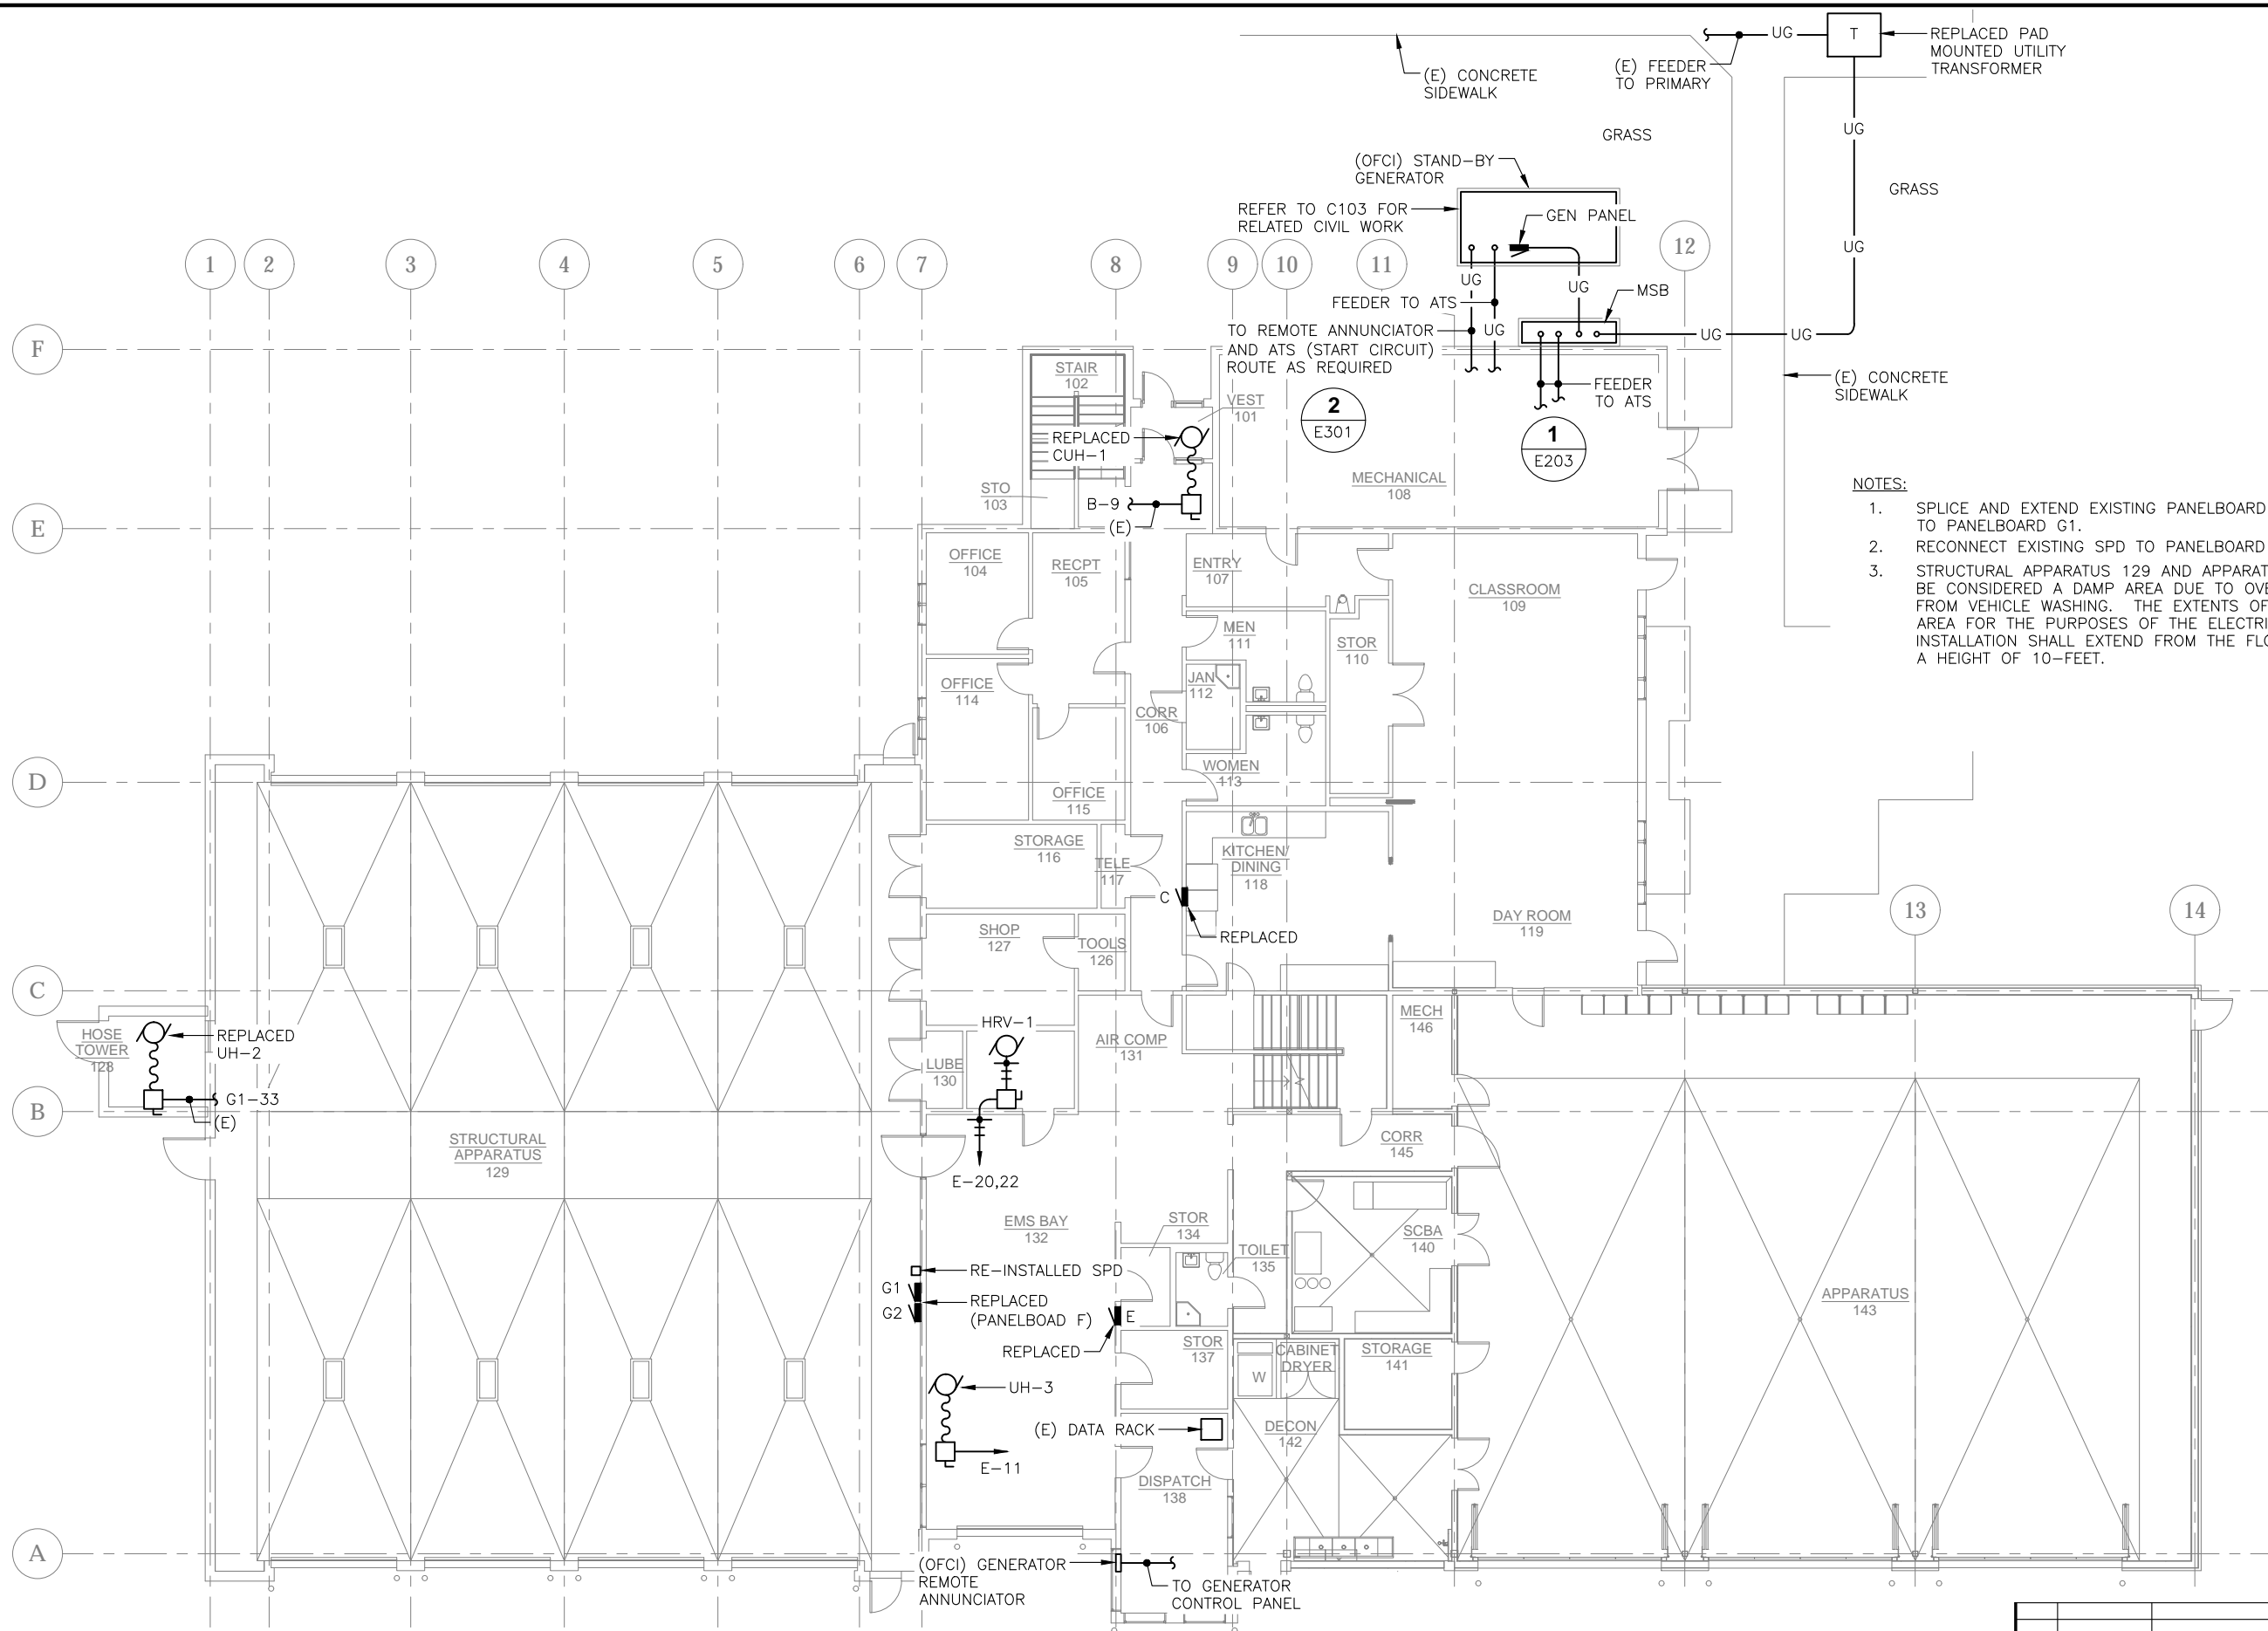 UG
T
REPLACED PAD
MOUNTED UTILITY
TRANSFORMER
(E) CONCRETE
SIDEWALK
(E) FEEDER
TO PRIMARY
GRASS
UG
(OFCI) STAND-BY
GENERATOR
GRASS
REFER TO C103 FOR
RELATED CIVIL WORK
GEN PANEL
UG
1
2
3
4
5
6
7
8
9
10
11
12
UG
UG
MSB
FEEDER TO ATS
TO REMOTE ANNUNCIATOR
AND ATS (START CIRCUIT)
ROUTE AS REQUIRED
UG
UG
UG
F
STAIR
102
FEEDER
TO ATS
(E) CONCRETE
SIDEWALK
VEST
101
2
E301
1
E203
REPLACED
CUH-1
MECHANICAL
108
STO
103
B-9
(E)
E
NOTES:
1. SPLICE AND EXTEND EXISTING PANELBOARD
TO PANELBOARD G1.
2. RECONNECT EXISTING SPD TO PANELBOARD
3. STRUCTURAL APPARATUS 129 AND
BE CONSIDERED A DAMP AREA DUE TO
FROM VEHICLE WASHING. THE EXTENTS OF
AREA FOR THE PURPOSES OF THE
INSTALLATION SHALL EXTEND FROM THE
A HEIGHT OF 10-FEET.
OFFICE
104
RECPT
105
ENTRY
107
CLASSROOM
109
MEN
111
STOR
110
OFFICE
114
JAN
112
CORR
106
D
WOMEN
113
OFFICE
115
STORAGE
116
TELE
117
KITCHEN/
DINING
118
C
REPLACED
DAY ROOM
119
13
14
SHOP
127
TOOLS
126
C
HOSE
TOWER
128
REPLACED
UH-2
HRV-1
AIR COMP
131
MECH
146
LUBE
130
G1-33
(E)
B
STRUCTURAL
APPARATUS
129
CORR
145
E-20,22
EMS BAY
132
STOR
134
SCBA
140
TOILET
135
RE-INSTALLED SPD
G1
G2
REPLACED
(PANELBOAD F)
E
REPLACED
APPARATUS
143
STOR
137
CABINET
DRYER
STORAGE
141
W
UH-3
(E) DATA RACK
DECON
142
E-11
DISPATCH
138
A
(OFCI) GENERATOR
REMOTE
ANNUNCIATOR
TO GENERATOR
CONTROL PANEL